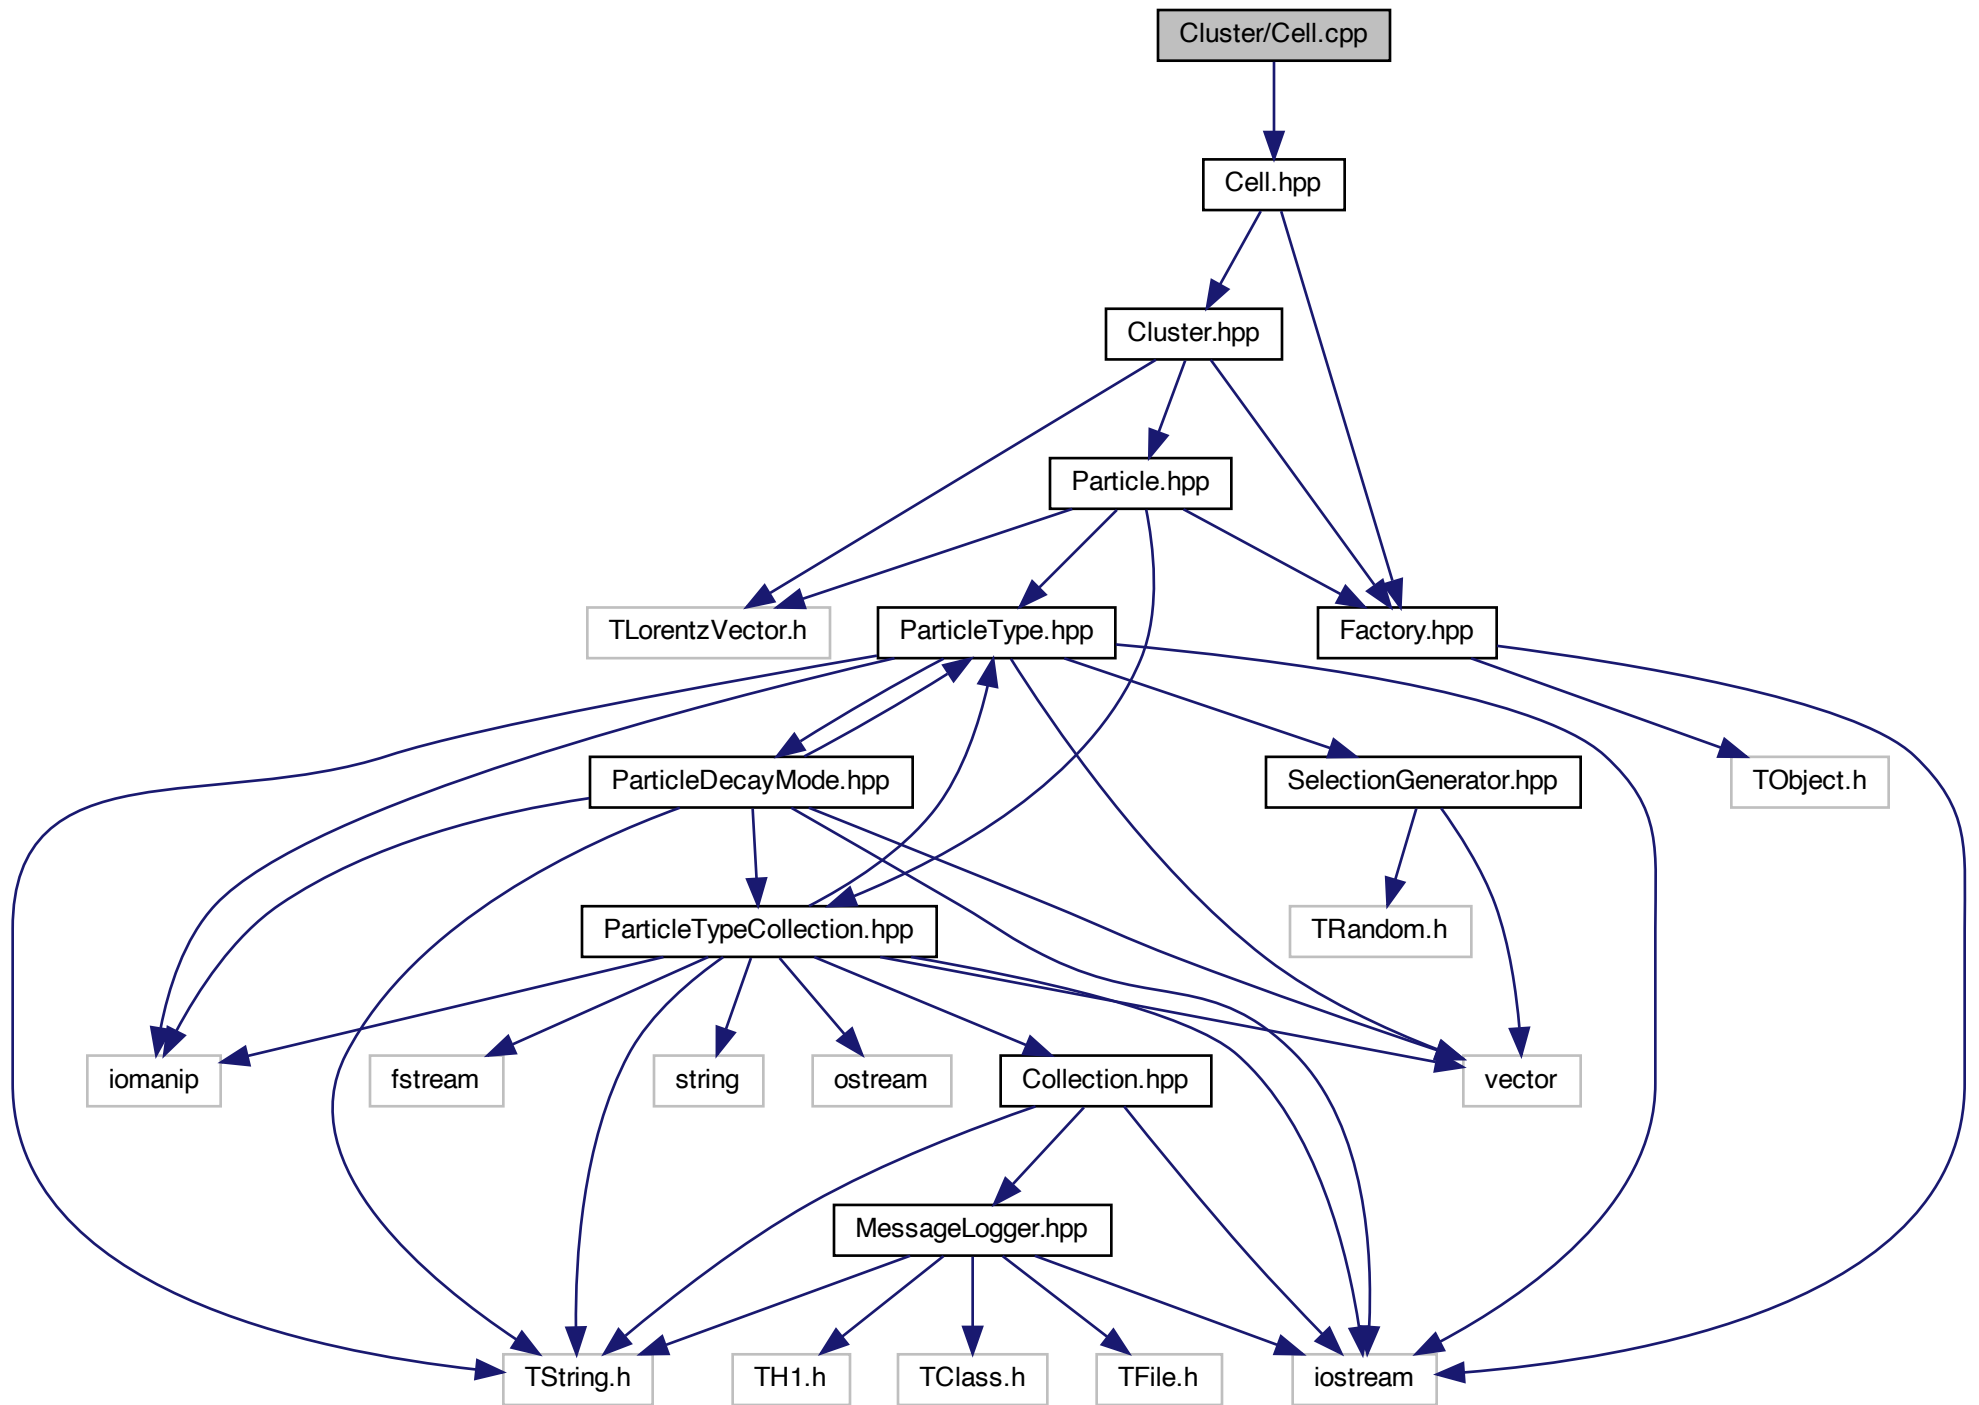 Cluster/Cell.cpp
Cell.hpp
Cluster.hpp
Particle.hpp
TLorentzVector.h
ParticleType.hpp
Factory.hpp
ParticleDecayMode.hpp
SelectionGenerator.hpp
TObject.h
ParticleTypeCollection.hpp
TRandom.h
iomanip
fstream
string
ostream
Collection.hpp
vector
MessageLogger.hpp
TString.h
TH1.h
TClass.h
TFile.h
iostream